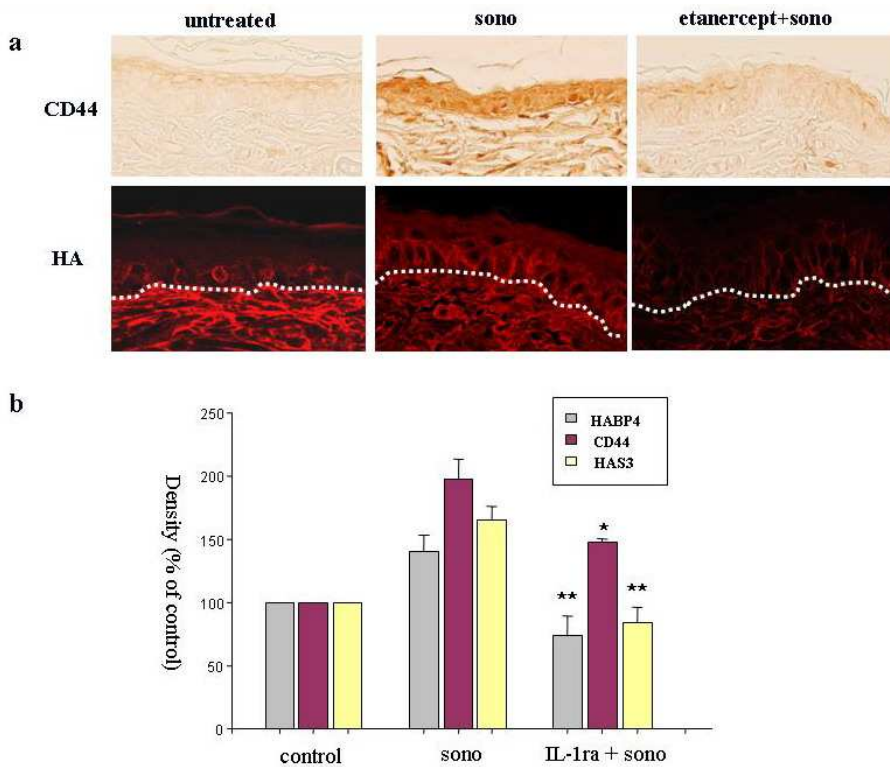 untreated sono etanercept+sono
a
CD44
HA
b
250
200
150
100
50
0
Density (% of control)
HABP4
CD44
HAS3
*
** **
control sono IL-1ra + sono